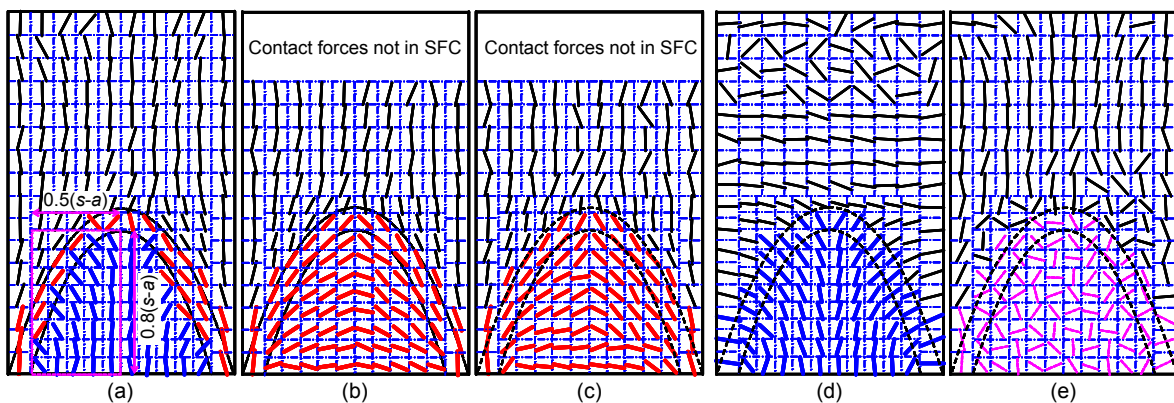 Contact forces not in SFC
Contact forces not in SFC
0.5(s-a)
0.8(s-a)
(a)
(b)
(c)
(d)
(e)